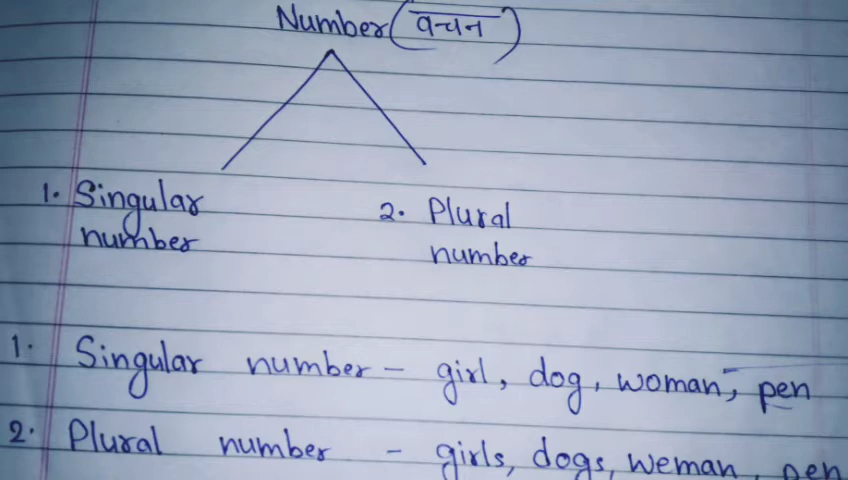 Number (वचन)
1. Singular number
2. Plural number
1. Singular number - girl, dog, woman, pen
2. Plural number - girls, dogs, weman, pen